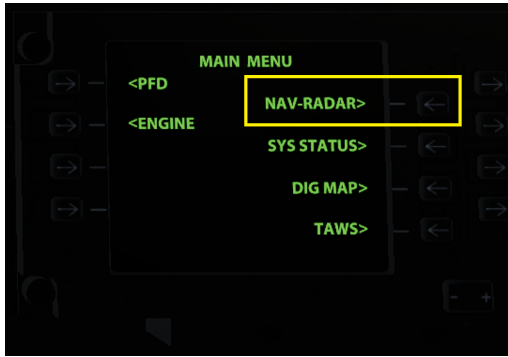 MAIN MENU
<PFD
NAV-RADAR>
<ENGINE
SYS STATUS>
DIG MAP>
TAWS>
- +